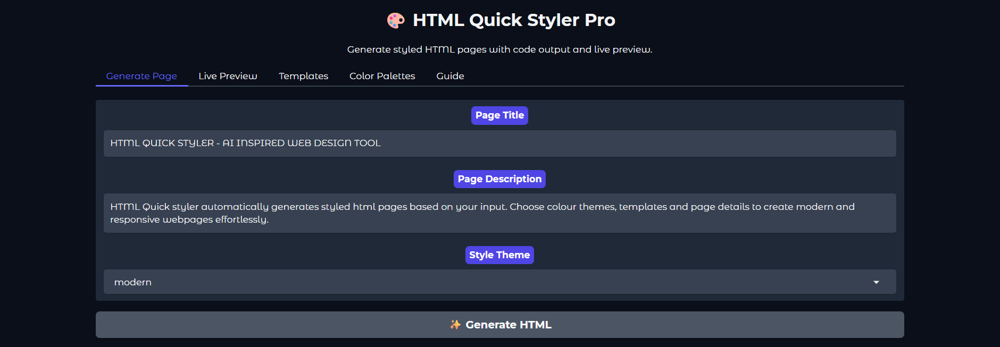 🎨 HTML Quick Styler Pro
Generate styled HTML pages with code output and live preview.
Generate Page Live Preview Templates Color Palettes Guide
Page Title
HTML QUICK STYLER - AI INSPIRED WEB DESIGN TOOL
Page Description
HTML Quick styler automatically generates styled html pages based on your input. Choose colour themes, templates and page details to create modern and
responsive webpages effortlessly.
Style Theme
modern
✨ Generate HTML